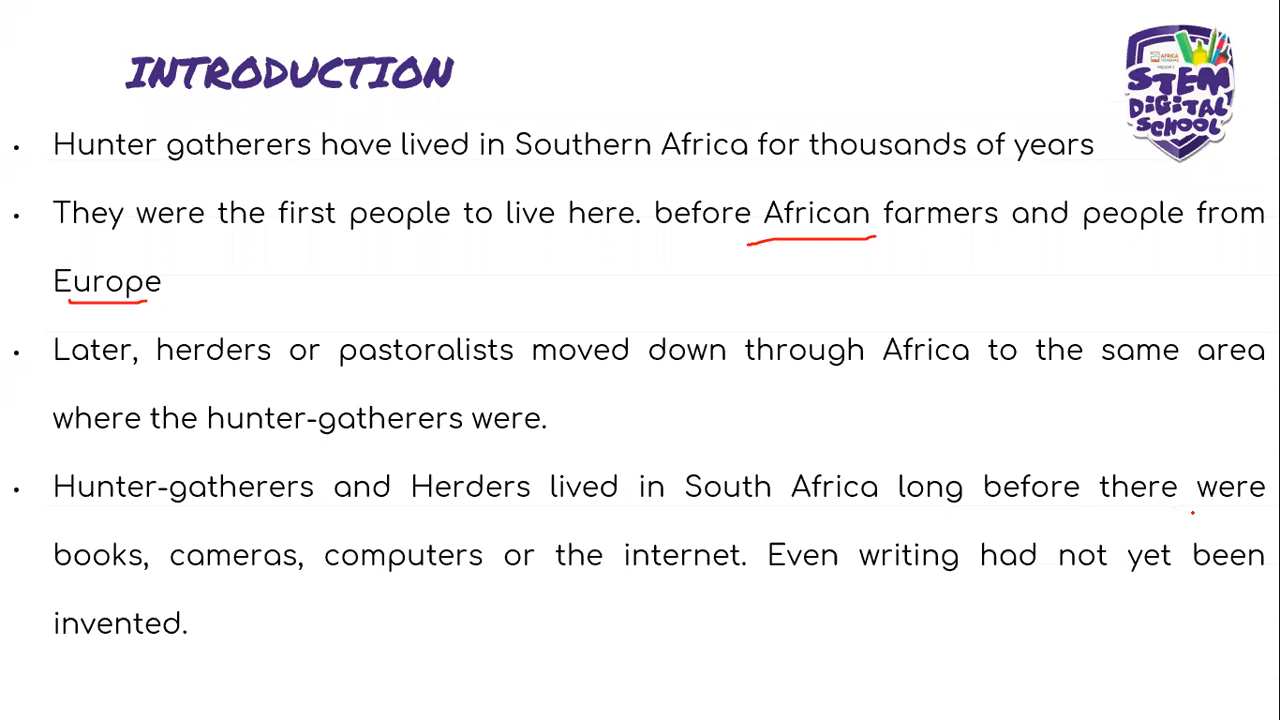 INTRODUCTION
STEM
DIGITAL
SCHOOL
Hunter gatherers have lived in Southern Africa for thousands of years
They were the first people to live here. before African farmers and people from
Europe
Later, herders or pastoralists moved down through Africa to the same area
where the hunter-gatherers were.
Hunter-gatherers and Herders lived in South Africa long before there were
books, cameras, computers or the internet. Even writing had not yet been
invented.